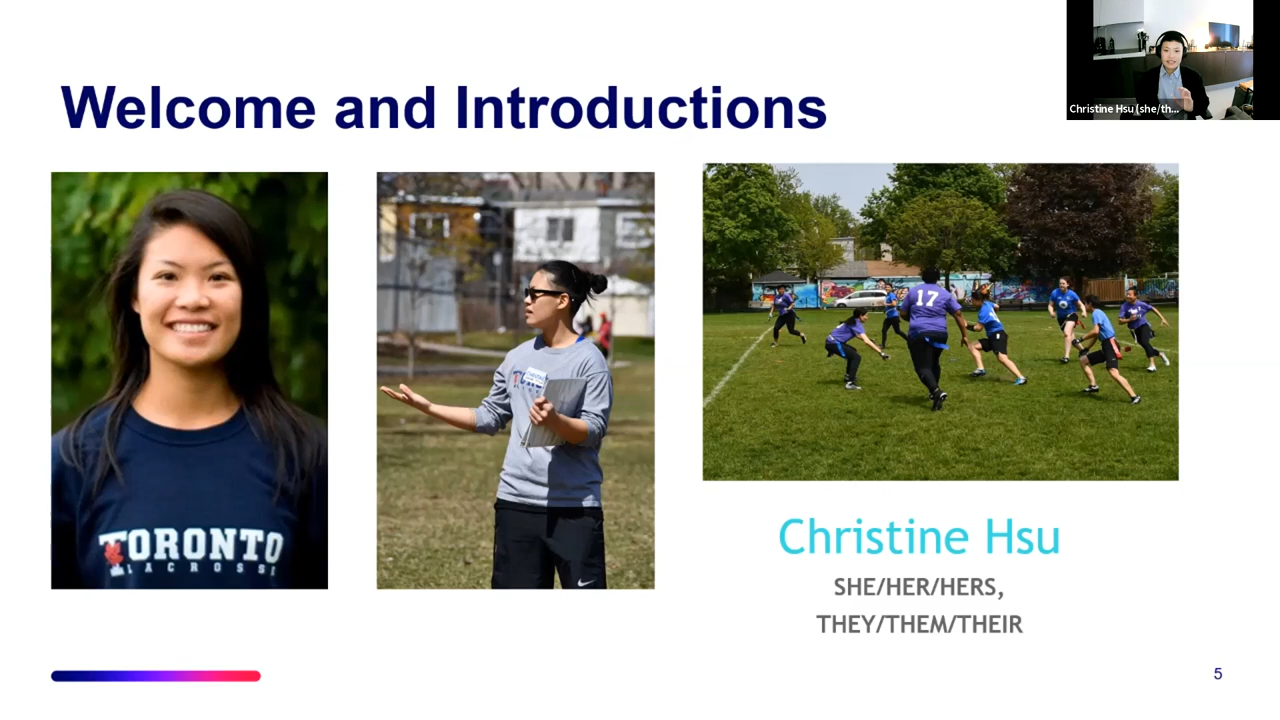 Welcome and Introductions
Christine Hsu (she/th...
TORONTO
LACROSSE
17
Christine Hsu
SHE/HER/HERS,
THEY/THEM/THEIR
5